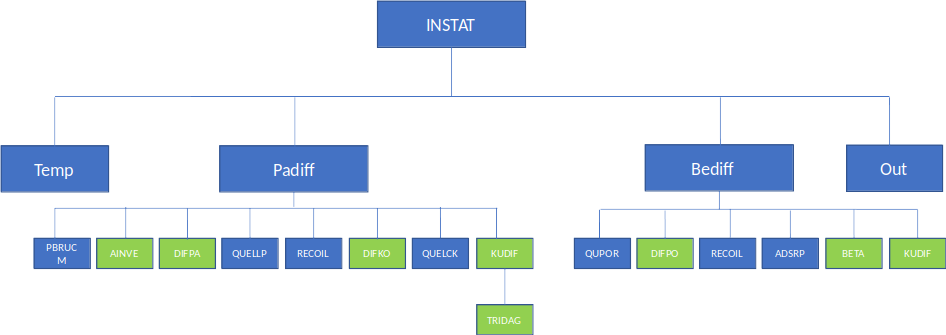 INSTAT
Temp
Padiff
Bediff
Out
PBRUC
M
AINVE
DIFPA
QUELLP
RECOIL
DIFKO
QUELCK
KUDIF
QUPOR
DIFPO
RECOIL
ADSRP
BETA
KUDIF
TRIDAG